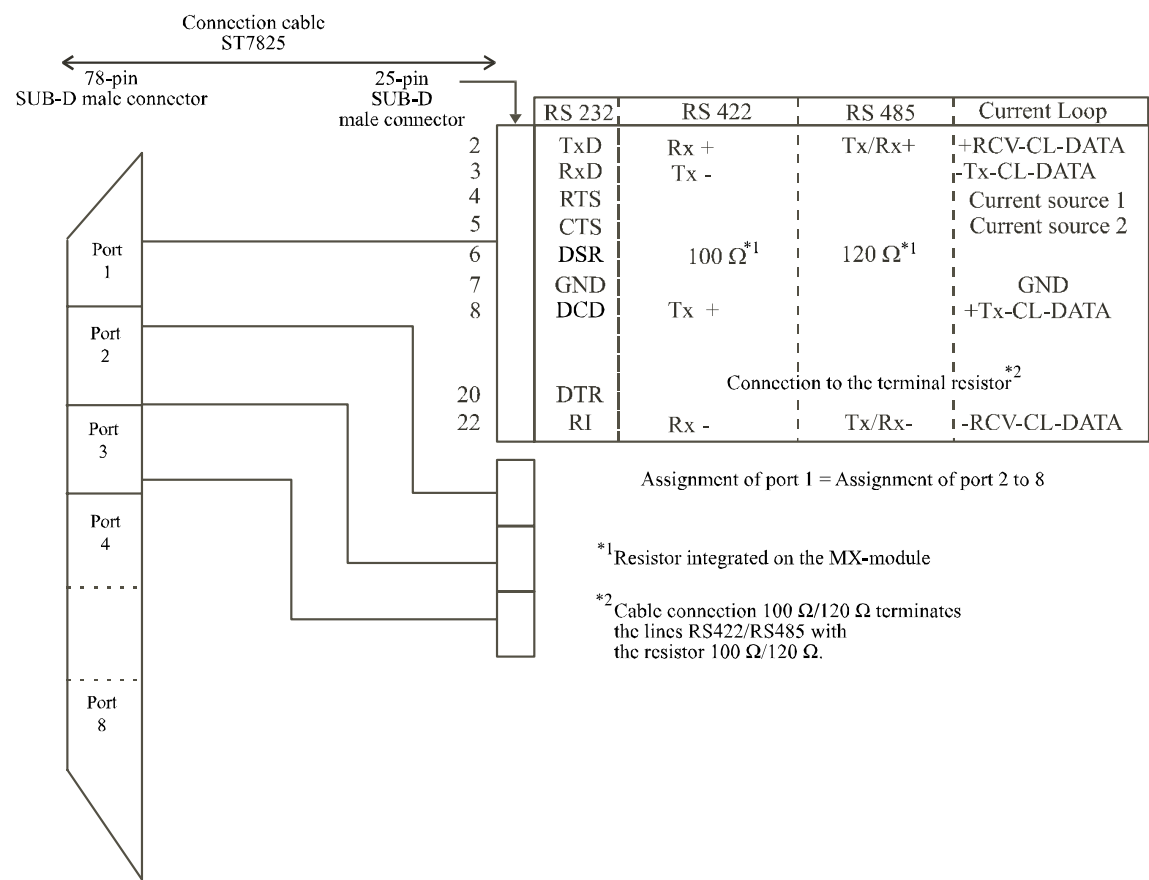 Connection cable
ST7825
78-pin
SUB-D male connector
25-pin
SUB-D
male connector
RS 232 RS 422 RS 485 Current Loop
2 TxD Rx + Tx/Rx+ +RCV-CL-DATA
3 RxD Tx - -Tx-CL-DATA
4 RTS Current source 1
5 CTS Current source 2
6 DSR 100 Ω*1 120 Ω*1
7 GND GND
8 DCD Tx + +Tx-CL-DATA
Connection to the terminal resistor*2
20 DTR
22 RI Rx - Tx/Rx- -RCV-CL-DATA
Port
1
Port
2
Port
3
Port
4
Port
8
Assignment of port 1 = Assignment of port 2 to 8
*1Resistor integrated on the MX-module
*2Cable connection 100 Ω/120 Ω terminates
the lines RS422/RS485 with
the resistor 100 Ω/120 Ω.